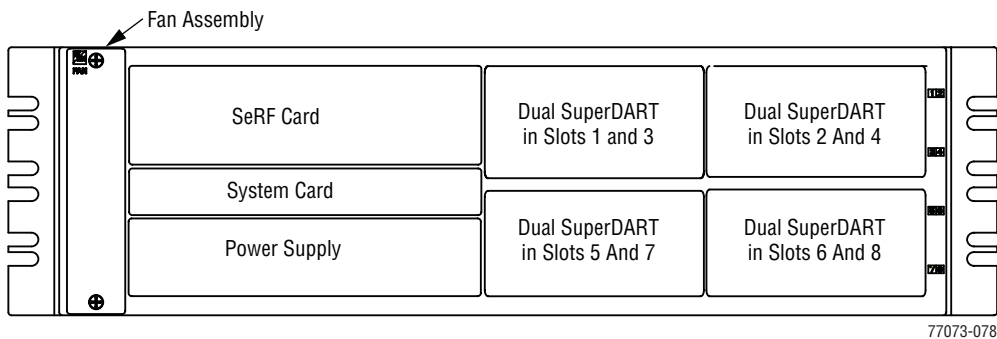 Fan Assembly
FAN
SeRF Card
Dual SuperDART
in Slots 1 and 3
Dual SuperDART
in Slots 2 And 4
System Card
Power Supply
Dual SuperDART
in Slots 5 And 7
Dual SuperDART
in Slots 6 And 8
77073-078